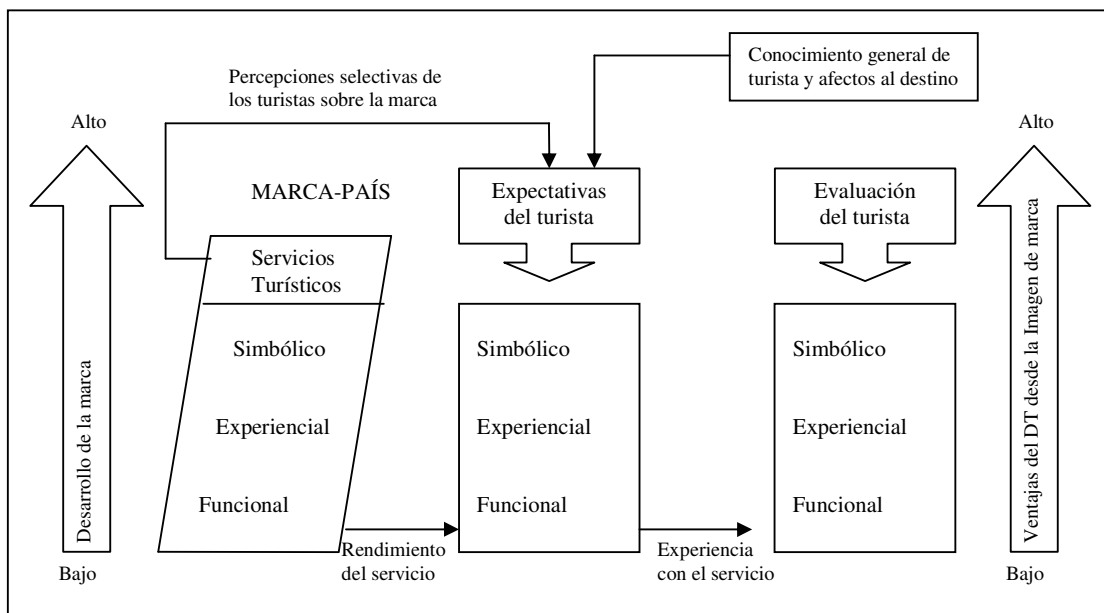 Conocimiento general de
turista y afectos al destino
Percepciones selectivas de
los turistas sobre la marca
Alto
Alto
MARCA-PAÍS
Expectativas
del turista
Evaluación
del turista
Servicios
Turísticos
Simbólico
Simbólico
Simbólico
Experiencial
Experiencial
Experiencial
Funcional
Funcional
Funcional
Desarrollo de la marca
Ventajas del DT desde la Imagen de marca
Rendimiento
del servicio
Experiencia
con el servicio
Bajo
Bajo